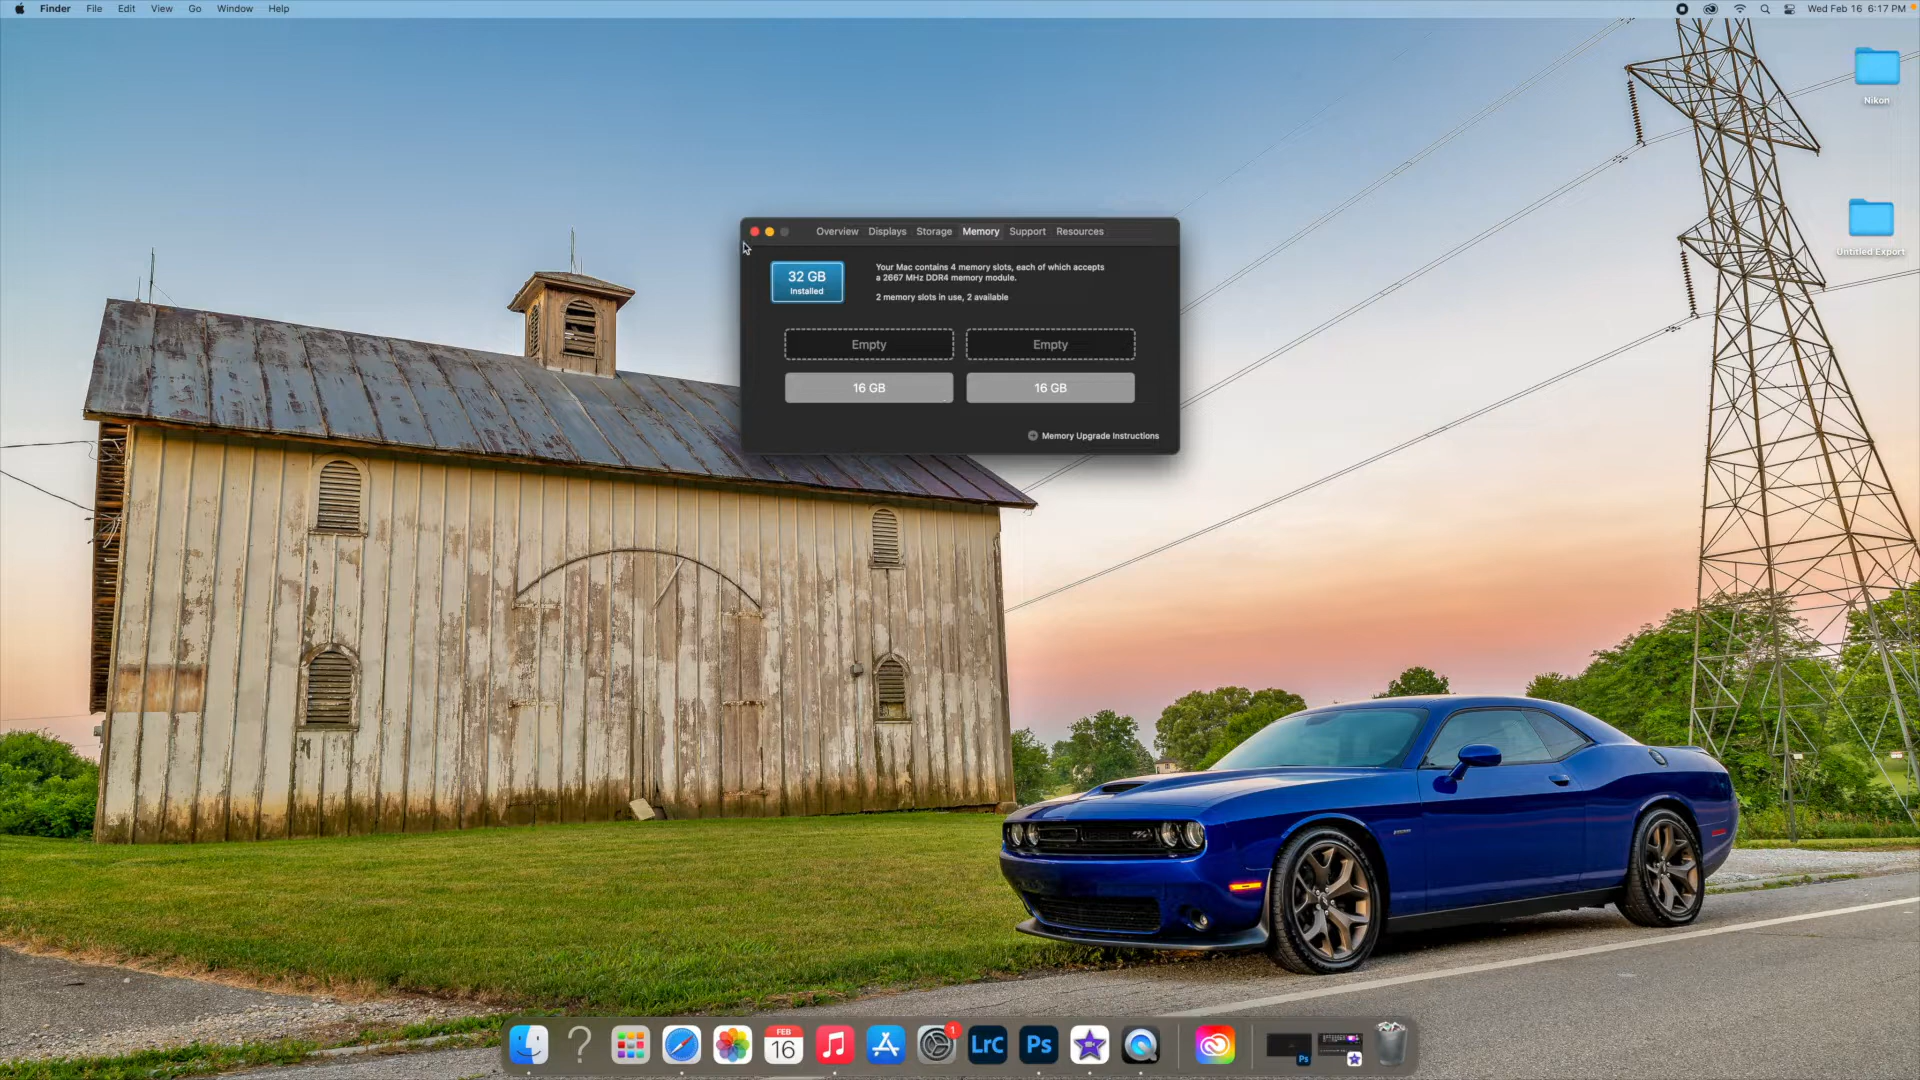 Finder File Edit View Go Window Help
Wed Feb 16 6:17 PM
Nikon
Untitled Export
Overview Displays Storage Memory Support Resources
32 GB
Installed
Your Mac contains 4 memory slots, each of which accepts
a 2667 MHz DDR4 memory module.
2 memory slots in use, 2 available
Empty Empty
16 GB 16 GB
Memory Upgrade Instructions
FEB
16
1
LrC
Ps
Ps